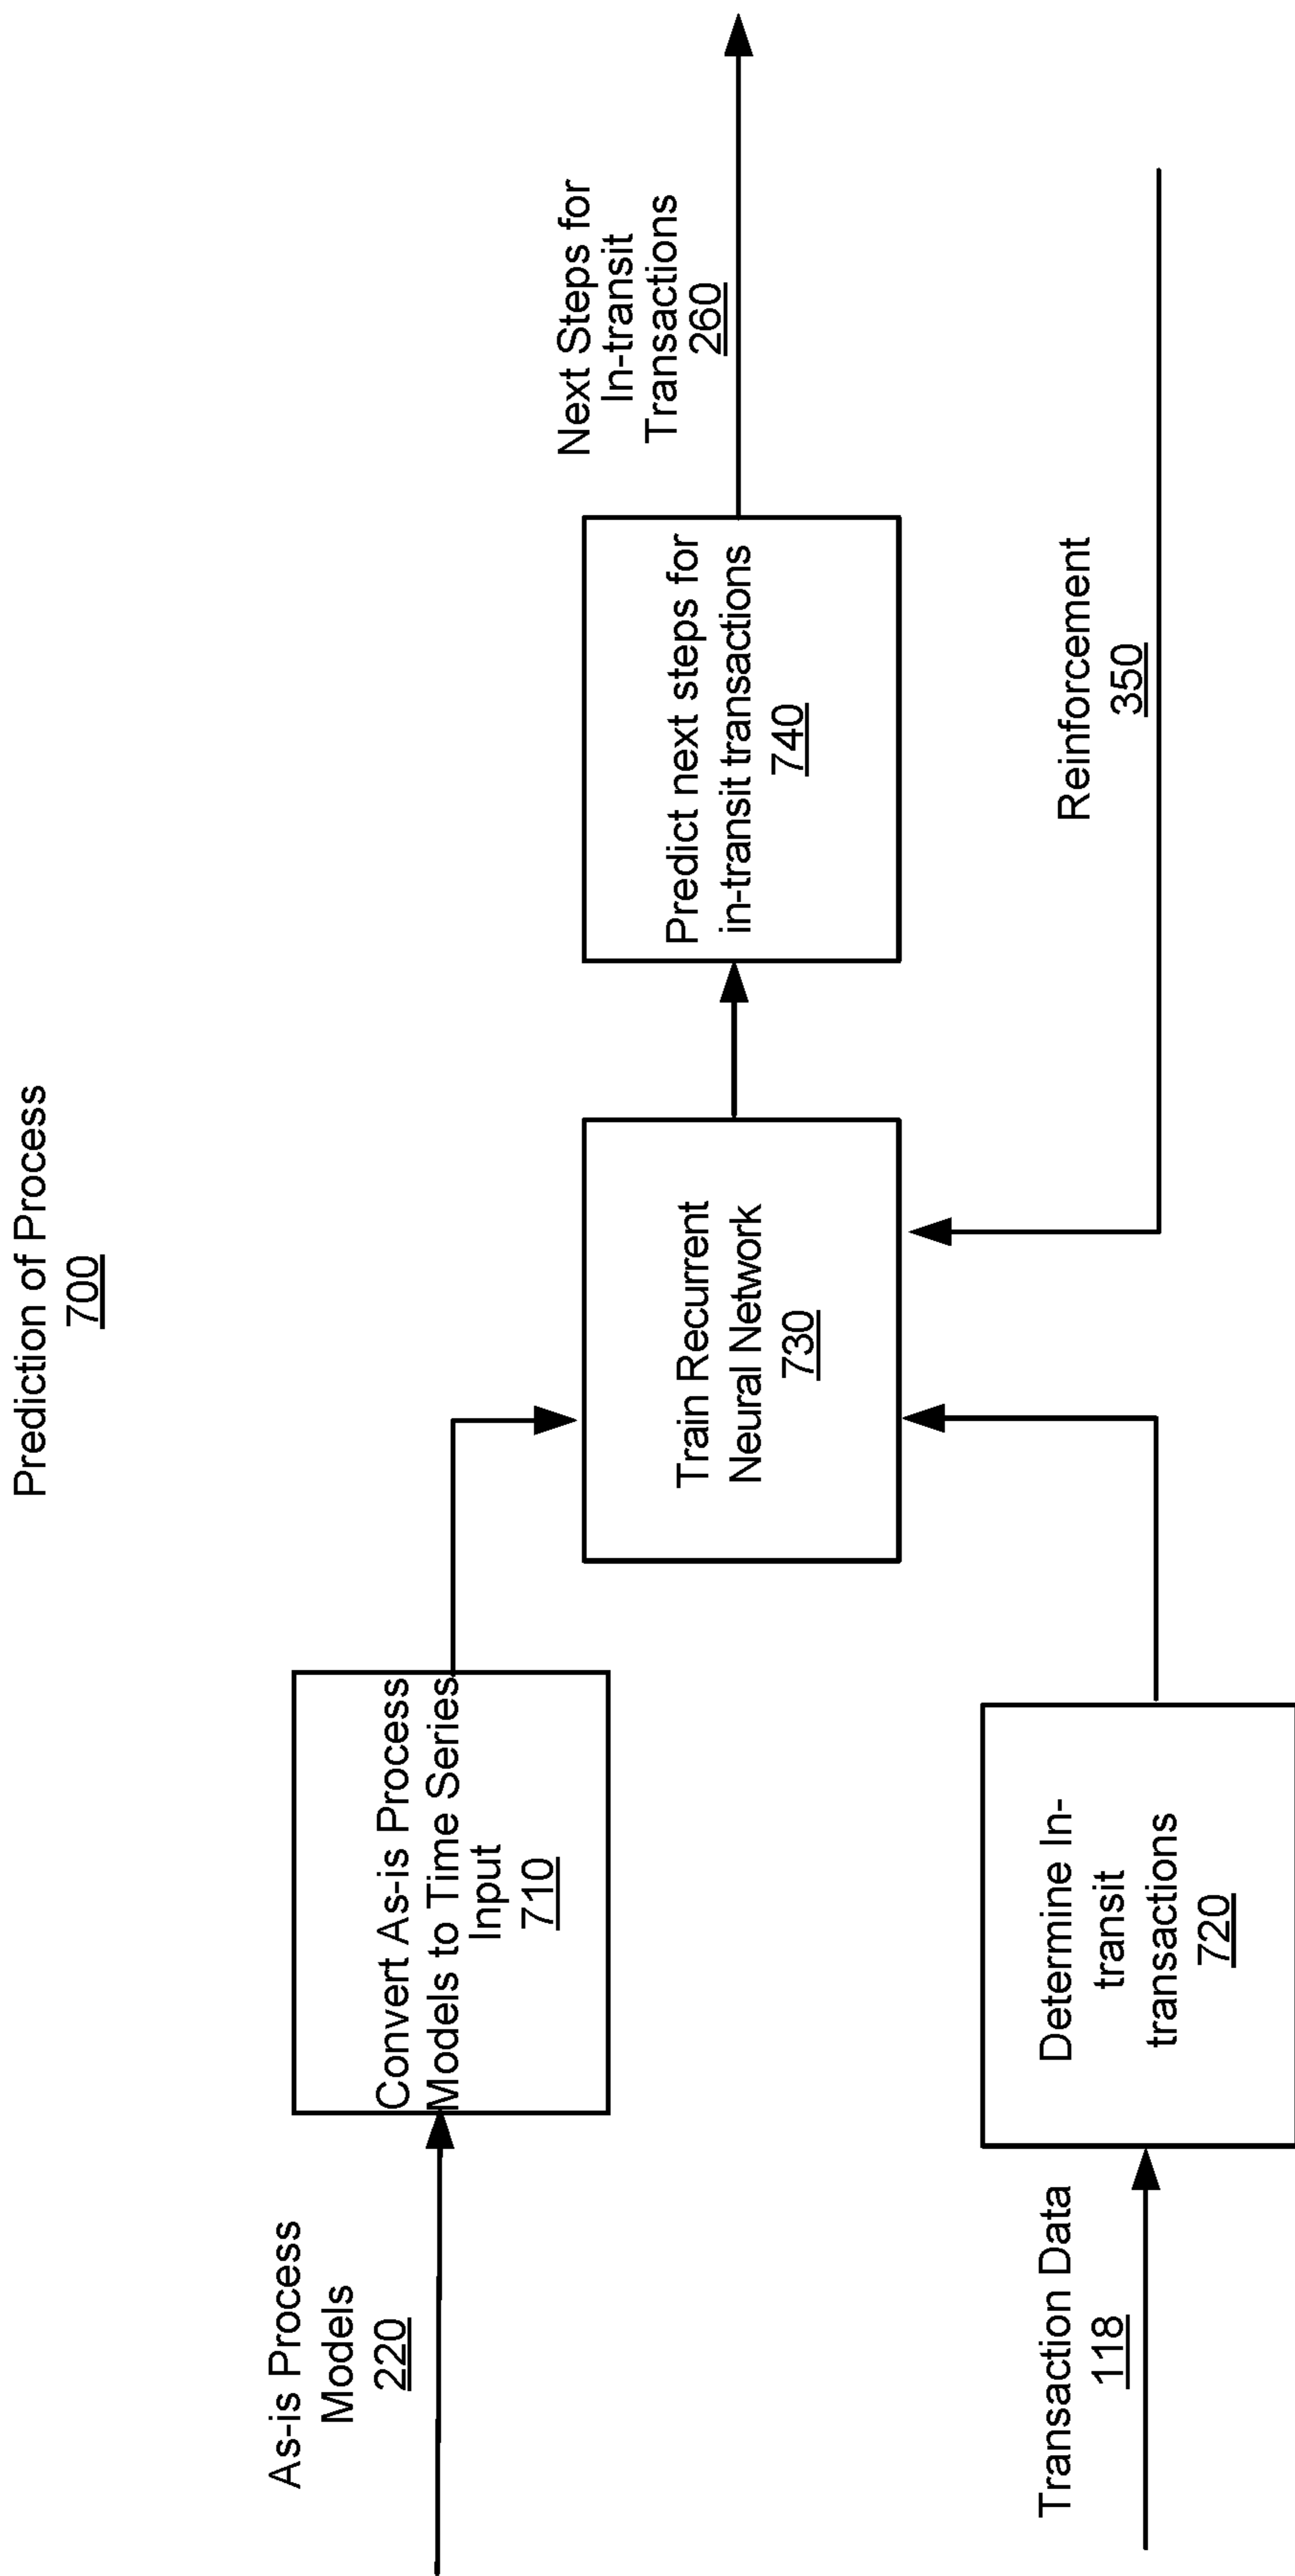 Prediction of Process
700
As-is Process
Models
220
Convert As-is Process
Models to Time Series
Input
710
Transaction Data
118
Determine In-
transit
transactions
720
Train Recurrent
Neural Network
730
Predict next steps for
in-transit transactions
740
Next Steps for
In-transit
Transactions
260
Reinforcement
350